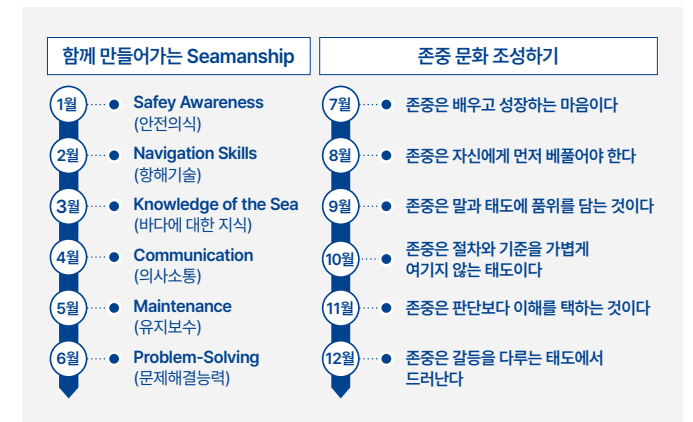 함께 만들어가는 Seamanship
1월
Safey Awareness
(안전의식)
2월
Navigation Skills
(항해기술)
3월
Knowledge of the Sea
(바다에 대한 지식)
4월
Communication
(의사소통)
5월
Maintenance
(유지보수)
6월
Problem-Solving
(문제해결능력)
존중 문화 조성하기
7월
존중은 배우고 성장하는 마음이다
8월
존중은 자신에게 먼저 베풀어야 한다
9월
존중은 말과 태도에 품위를 담는 것이다
10월
존중은 절차와 기준을 가볍게
여기지 않는 태도이다
11월
존중은 판단보다 이해를 택하는 것이다
12월
존중은 갈등을 다루는 태도에서
드러난다